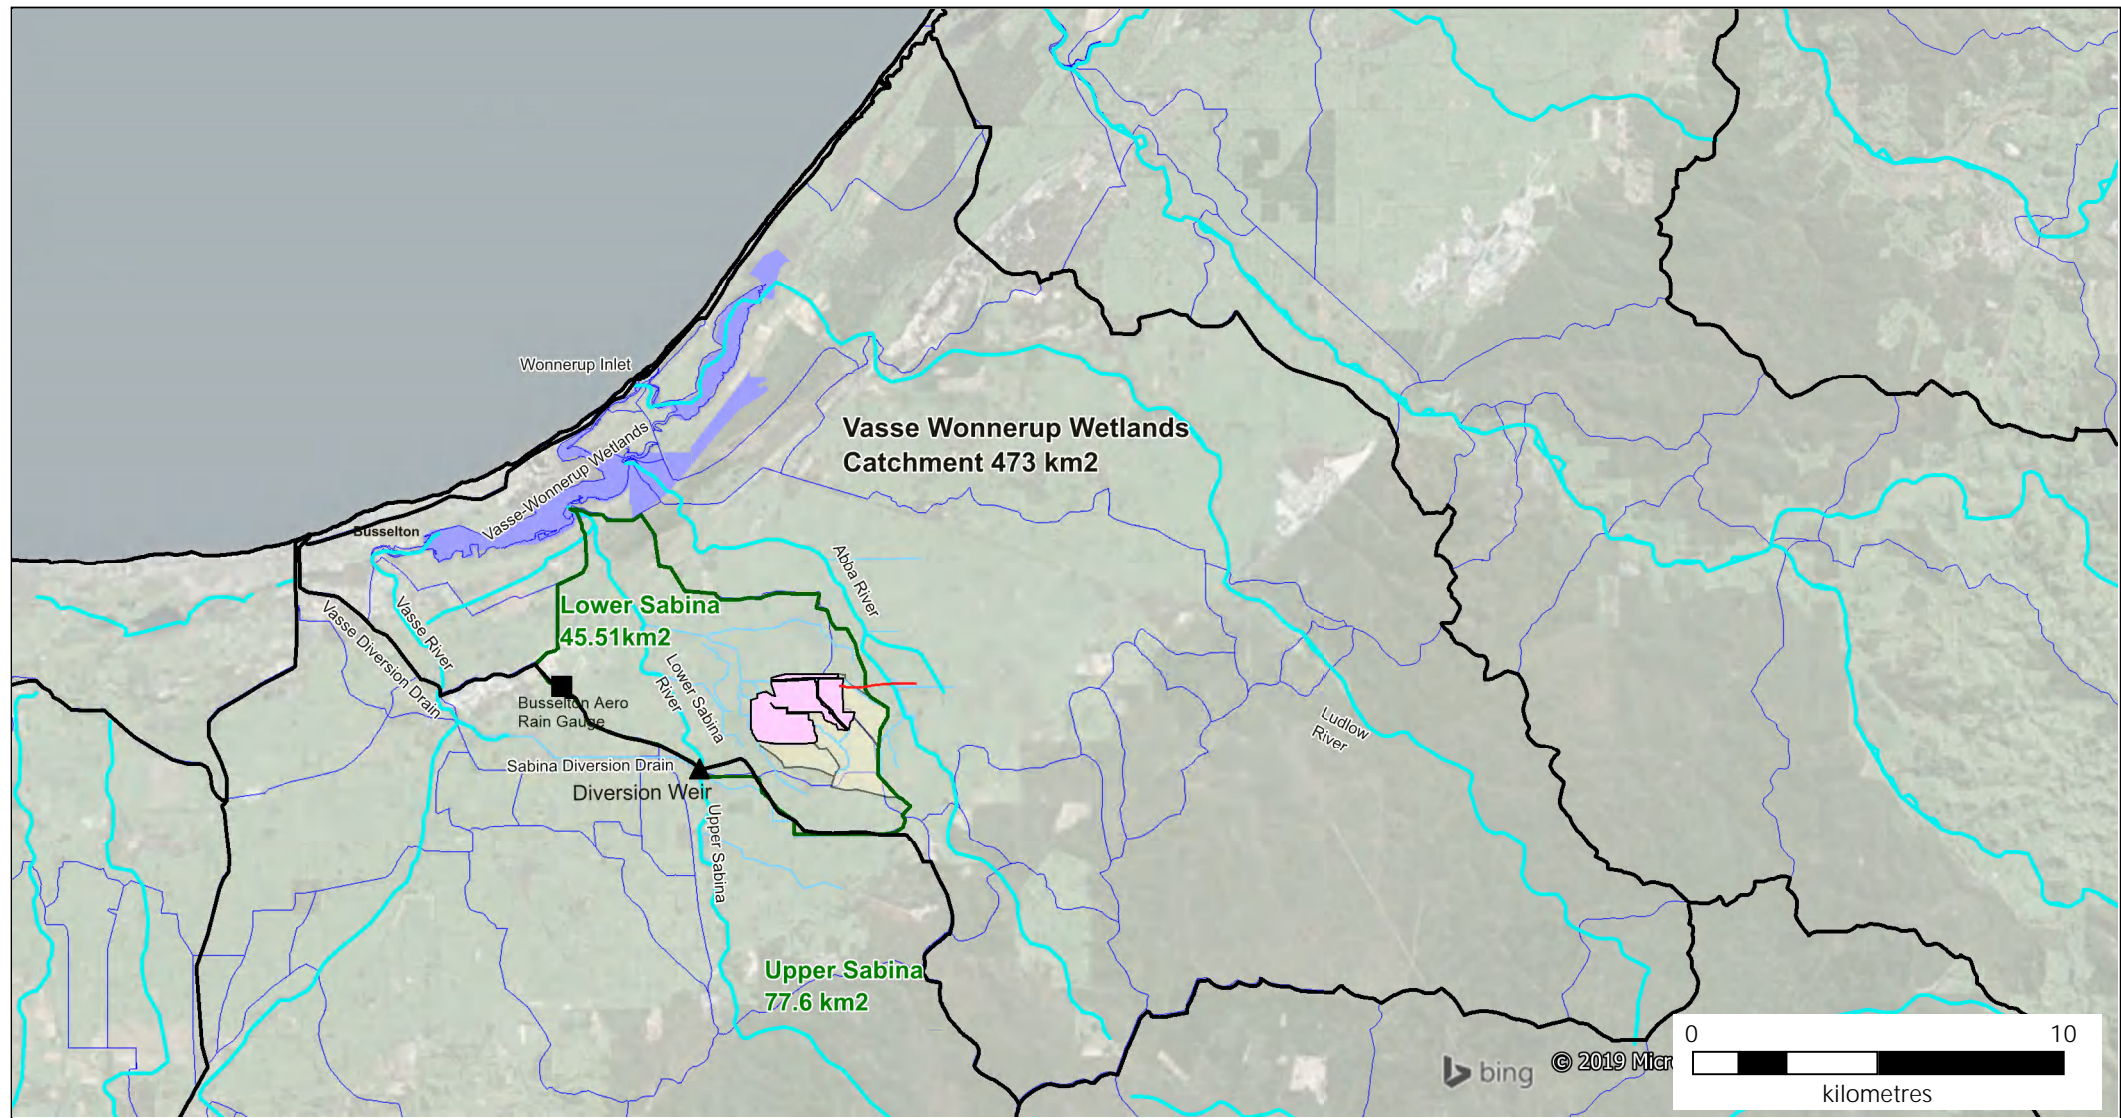 Wonnerup Inlet
Vasse-Wonnerup Wetlands
Vasse Wonnerup Wetlands
Catchment 473 km2
Busselton
Abba River
Vasse River
Vasse Diversion Drain
Lower Sabina
45.51km2
Lower Sabina
River
Busselton Aero
Rain Gauge
Ludlow
River
Sabina Diversion Drain
Diversion Weir
Upper Sabina
Upper Sabina
77.6 km2
bing
© 2019 Micr
0 10
kilometres